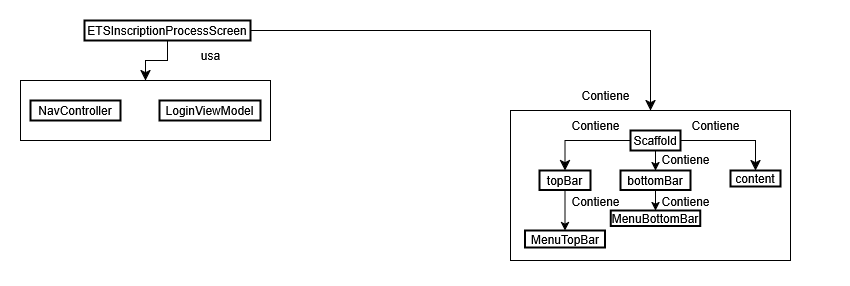 ETSInscriptionProcessScreen
usa
NavController
LoginViewModel
Contiene
Contiene
Scaffold
Contiene
Contiene
topBar
bottomBar
content
Contiene
Contiene
MenuBottomBar
MenuTopBar